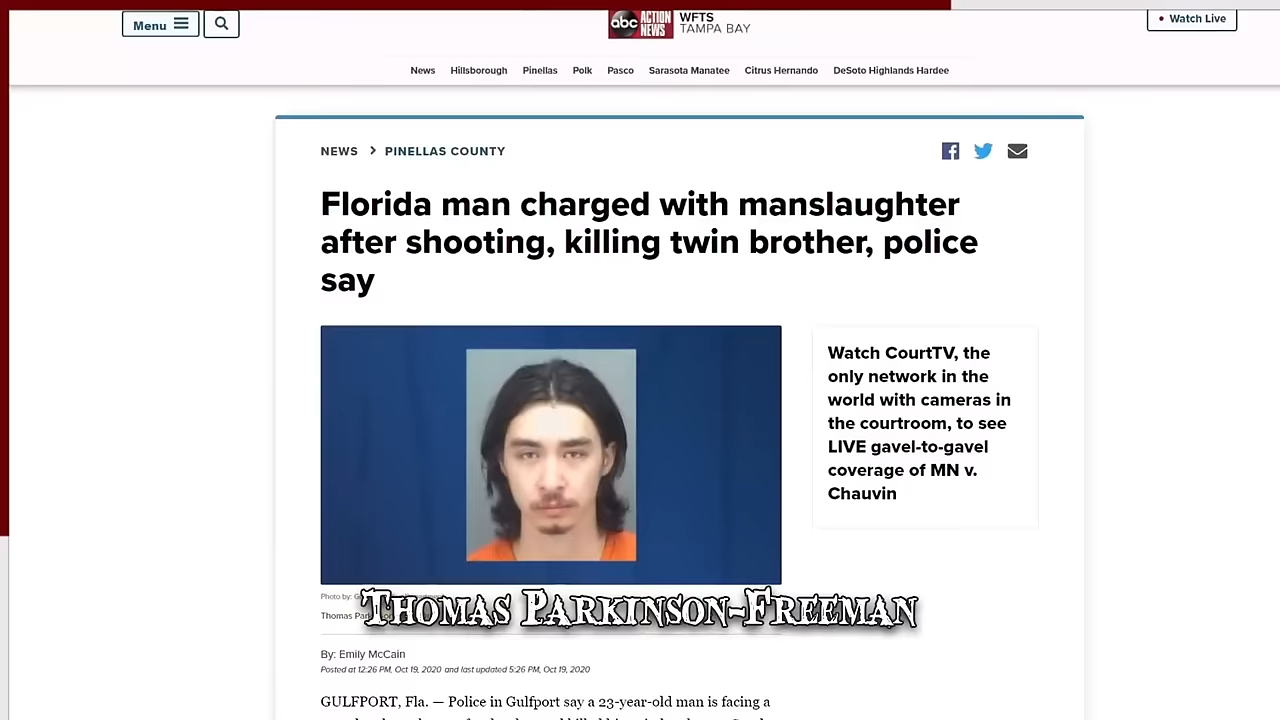 Menu
abc ACTION NEWS WFTS TAMPA BAY
Watch Live
News Hillsborough Pinellas Polk Pasco Sarasota Manatee Citrus Hernando DeSoto Highlands Hardee
NEWS > PINELLAS COUNTY
Florida man charged with manslaughter
after shooting, killing twin brother, police
say
Watch CourtTV, the
only network in the
world with cameras in
the courtroom, to see
LIVE gavel-to-gavel
coverage of MN v.
Chauvin
Photo by:
Thomas
THOMAS PARKINSON-FREEMAN
By: Emily McCain
Posted at 12:26 PM, Oct 19, 2020 and last updated 5:26 PM, Oct 19, 2020
GULFPORT, Fla. — Police in Gulfport say a 23-year-old man is facing a